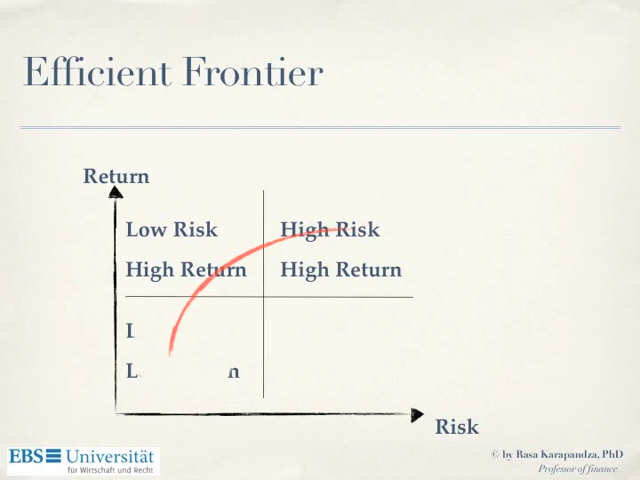 Efficient Frontier
Return
Low Risk
High Return
High Risk
High Return
Risk
EBS Universität
für Wirtschaft und Recht
© by Rasa Karapandza, PhD
Professor of finance